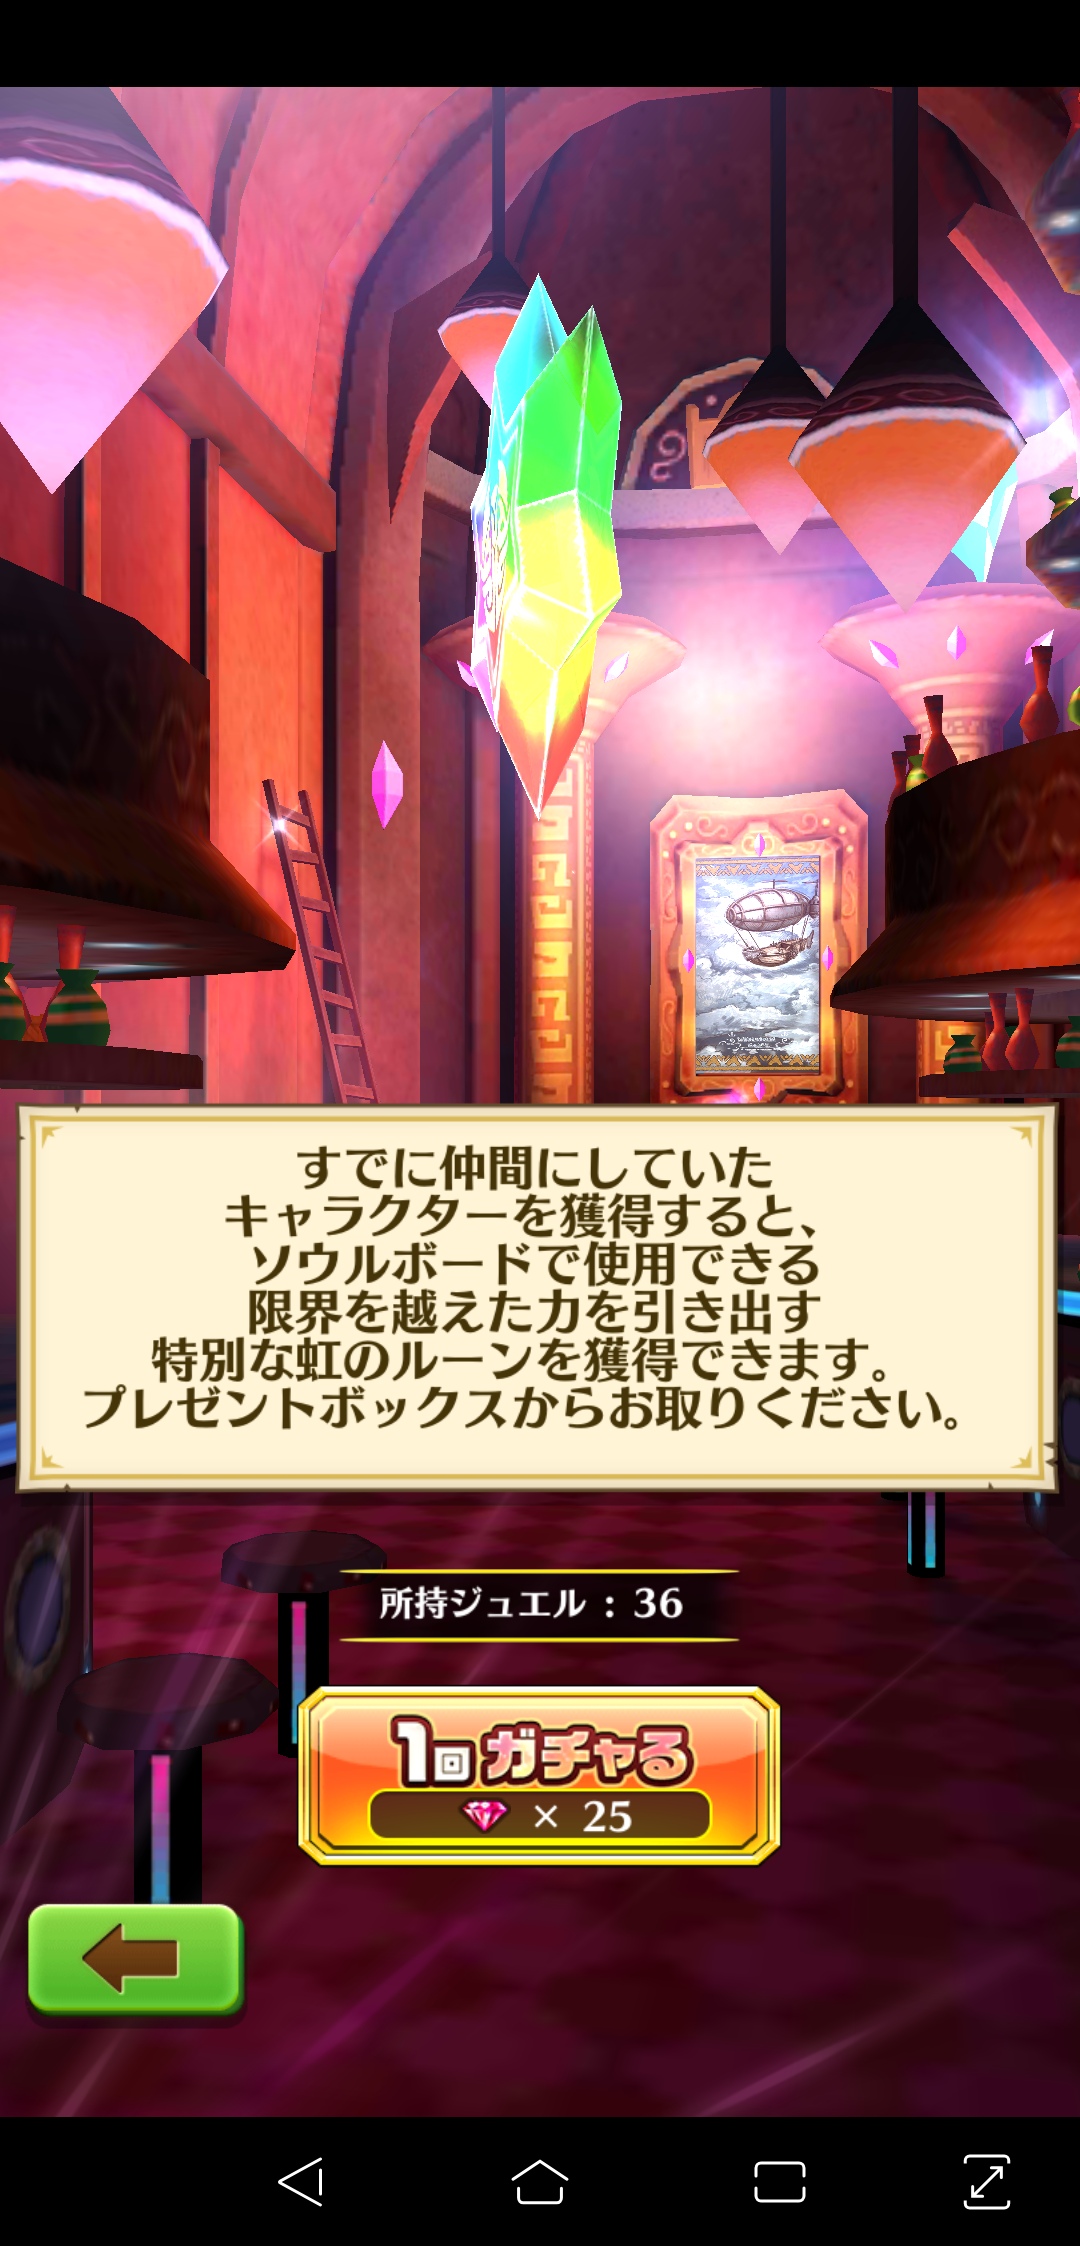 すでに仲間にしていた
キャラクターを獲得すると、
ソウルボードで使用できる
限界を越えた力を引き出す
特別な虹のルーンを獲得できます。
プレゼントボックスからお取りください。
所持ジュエル : 36
1回ガチャる
× 25